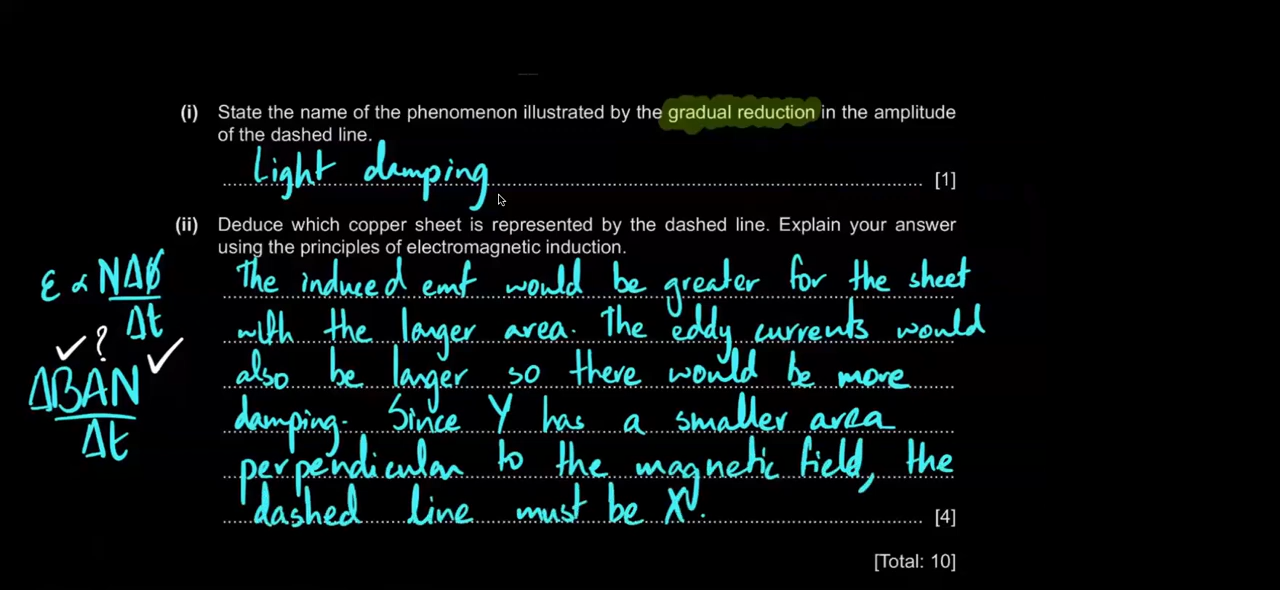 (i) State the name of the phenomenon illustrated by the gradual reduction in the amplitude
of the dashed line.
Light damping [1]
(ii) Deduce which copper sheet is represented by the dashed line. Explain your answer
using the principles of electromagnetic induction.
ε ∝ NΔϕ
Δt
✓ ? ✓
ΔBAN
Δt
The induced emf would be greater for the sheet
with the larger area. The eddy currents would
also be larger so there would be more
damping. Since Y has a smaller area
perpendicular to the magnetic field, the
dashed line must be X. [4]
[Total: 10]